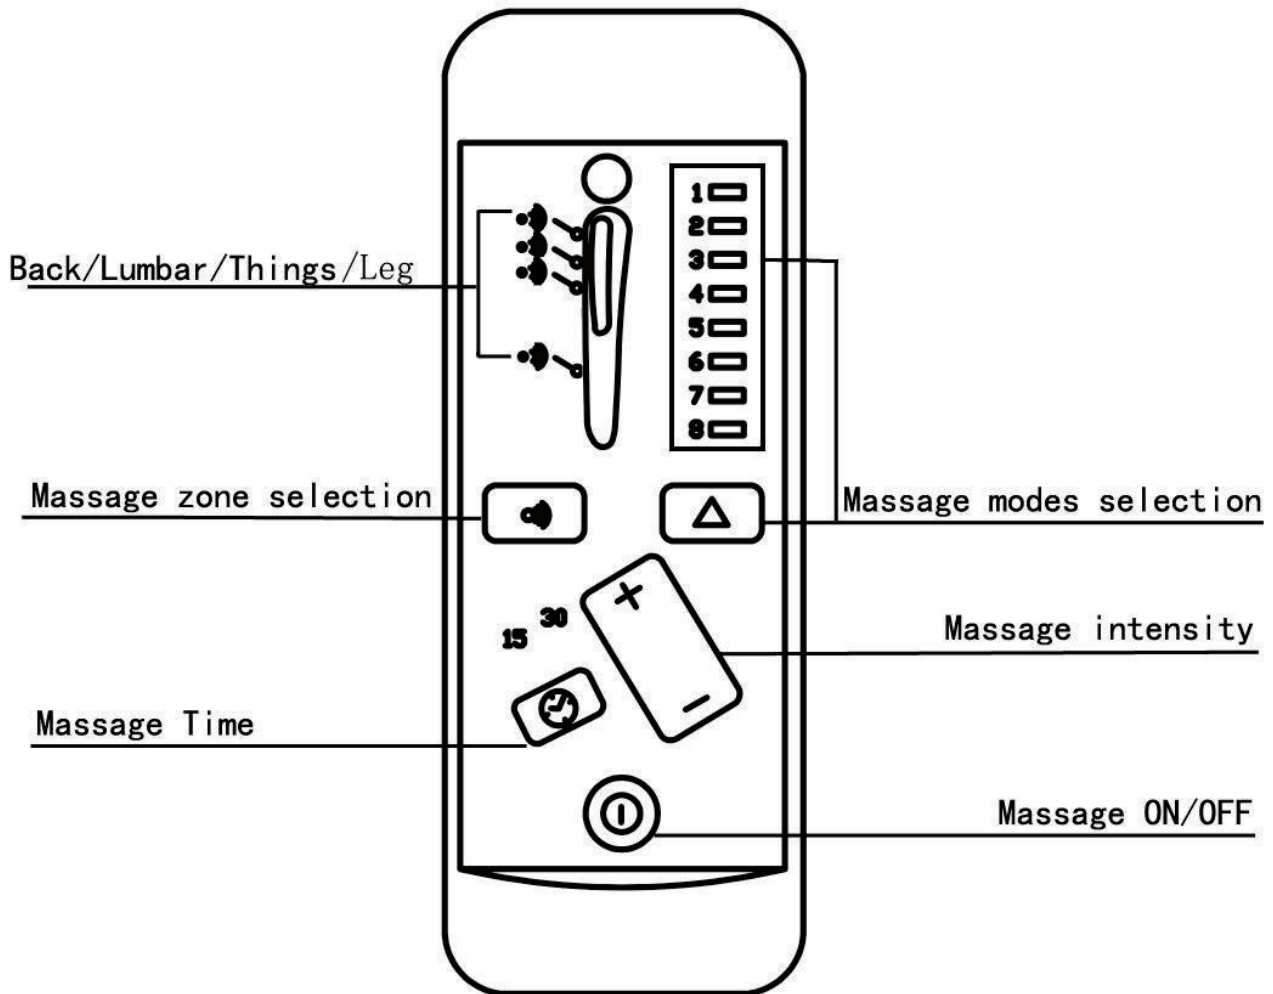 1
2
3
Back/Lumbar/Things/Leg
4
5
6
7
8
Massage zone selection
Massage modes selection
30
15
Massage intensity
Massage Time
Massage ON/OFF